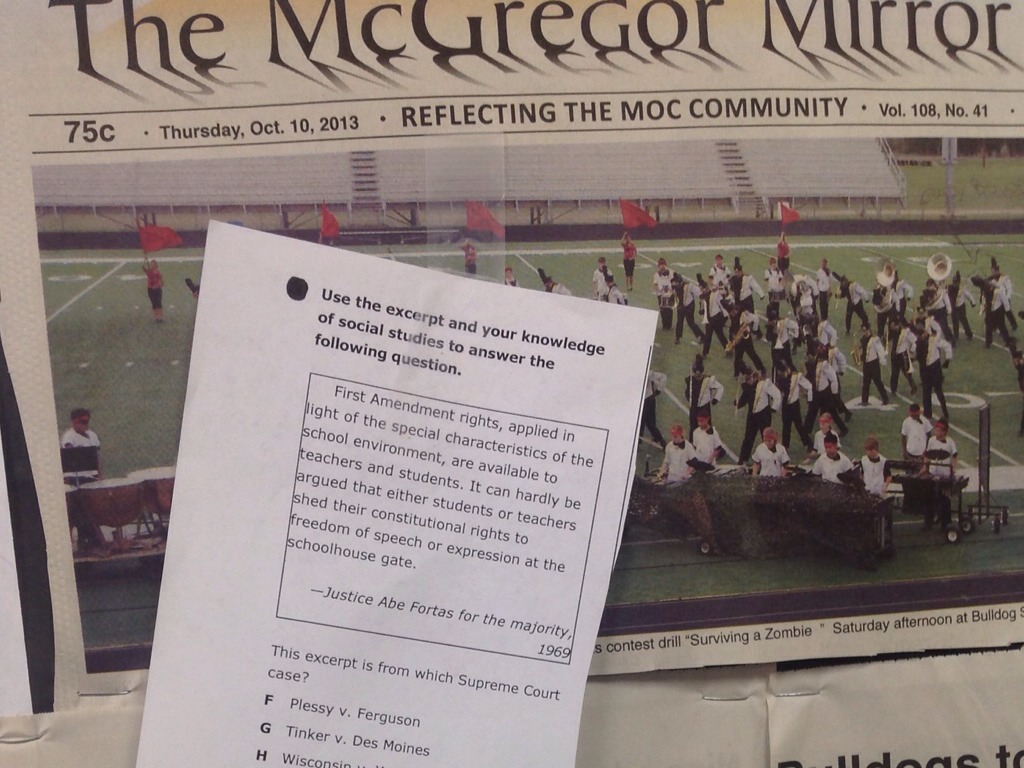 The McGregor Mirror
75c · Thursday, Oct. 10, 2013 · REFLECTING THE MOC COMMUNITY · Vol. 108, No. 41 ·
Use the excerpt and your knowledge
of social studies to answer the
following question.
First Amendment rights, applied in
light of the special characteristics of the
school environment, are available to
teachers and students. It can hardly be
argued that either students or teachers
shed their constitutional rights to
freedom of speech or expression at the
schoolhouse gate.
—Justice Abe Fortas for the majority,
1969
This excerpt is from which Supreme Court
case?
F Plessy v. Ferguson
G Tinker v. Des Moines
H Wisconsin v.
contest drill "Surviving a Zombie " Saturday afternoon at Bulldog
Bulldogs to